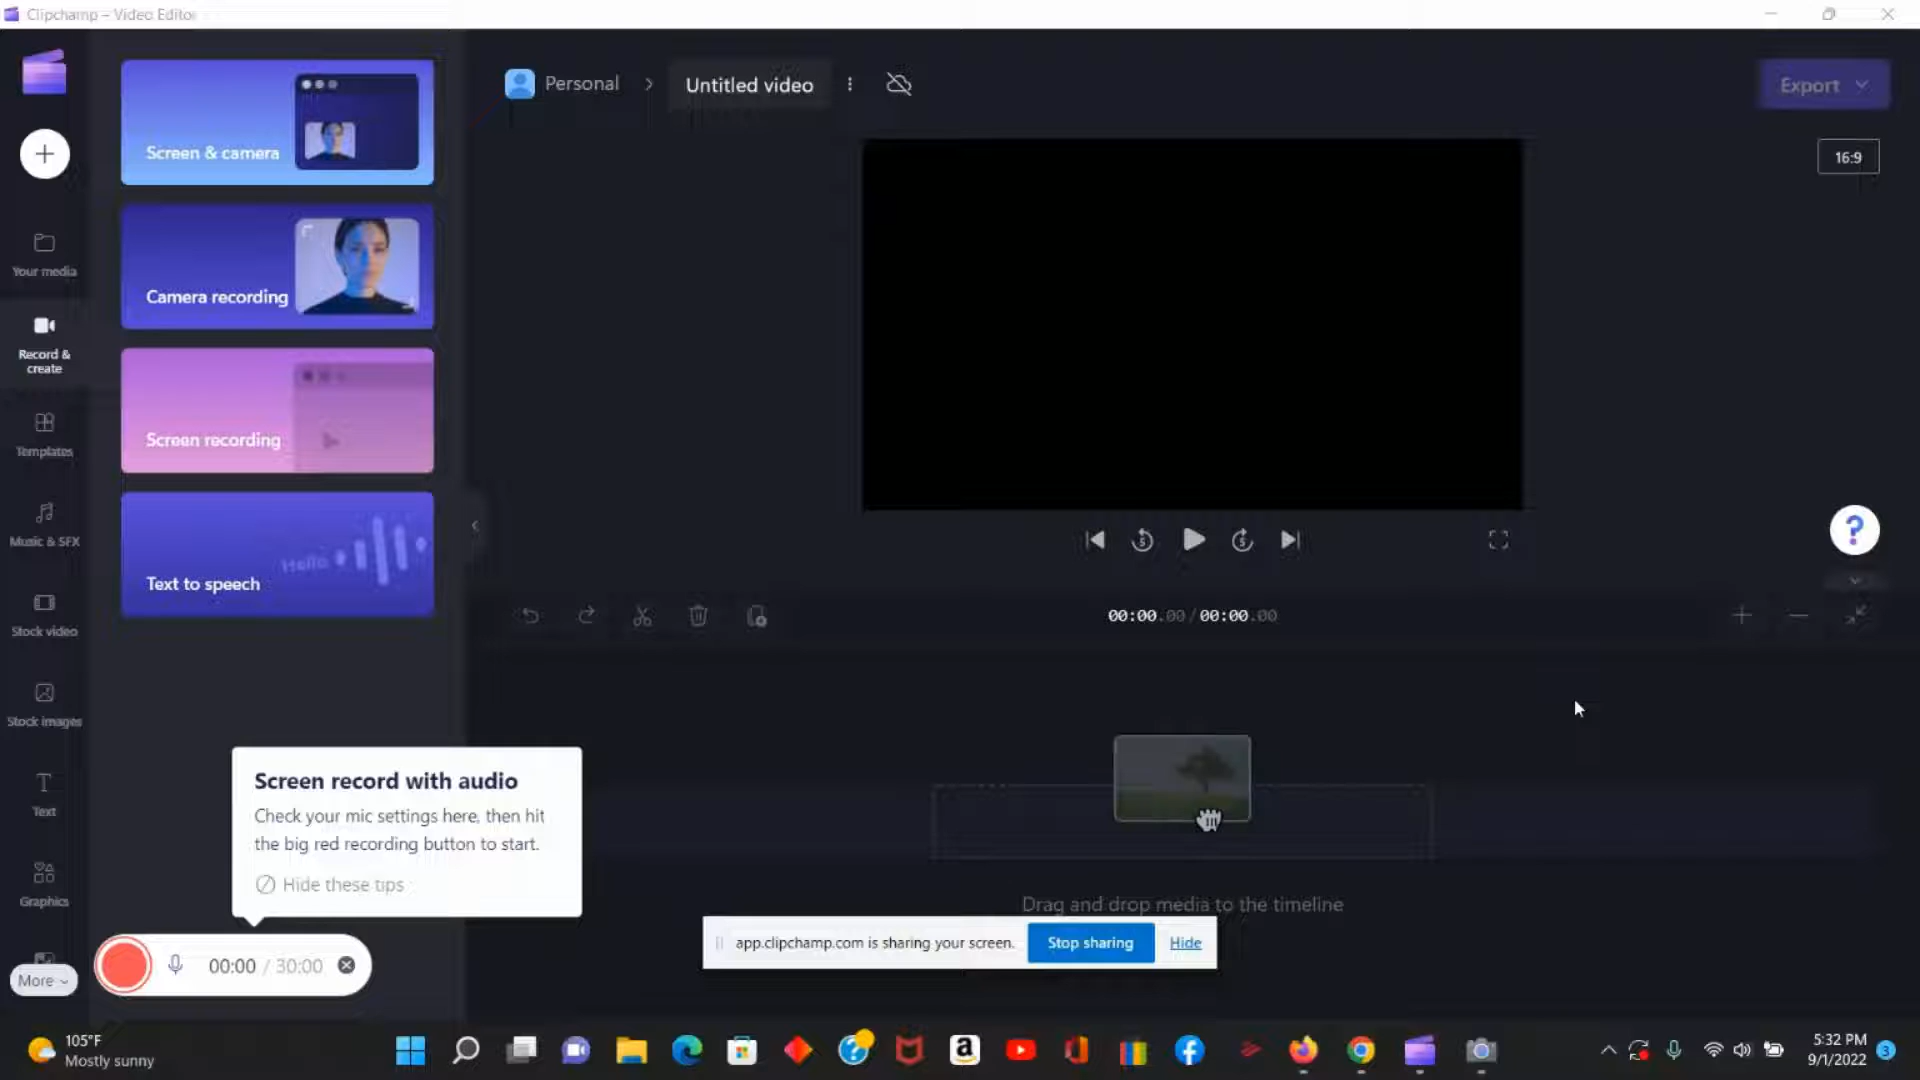 Clipchamp – Video Editor
Personal
Untitled video
Export
16:9
Screen & camera
Camera recording
Screen recording
Hello
Text to speech
Your media
Record &
create
Templates
Music & SFX
Stock video
Stock images
Text
Graphics
More
5
5
?
00:00.00 / 00:00.00
Screen record with audio
Check your mic settings here, then hit
the big red recording button to start.
Hide these tips
00:00 / 30:00
Drag and drop media to the timeline
app.clipchamp.com is sharing your screen.
Stop sharing
Hide
105°F
Mostly sunny
5:32 PM
9/1/2022
3